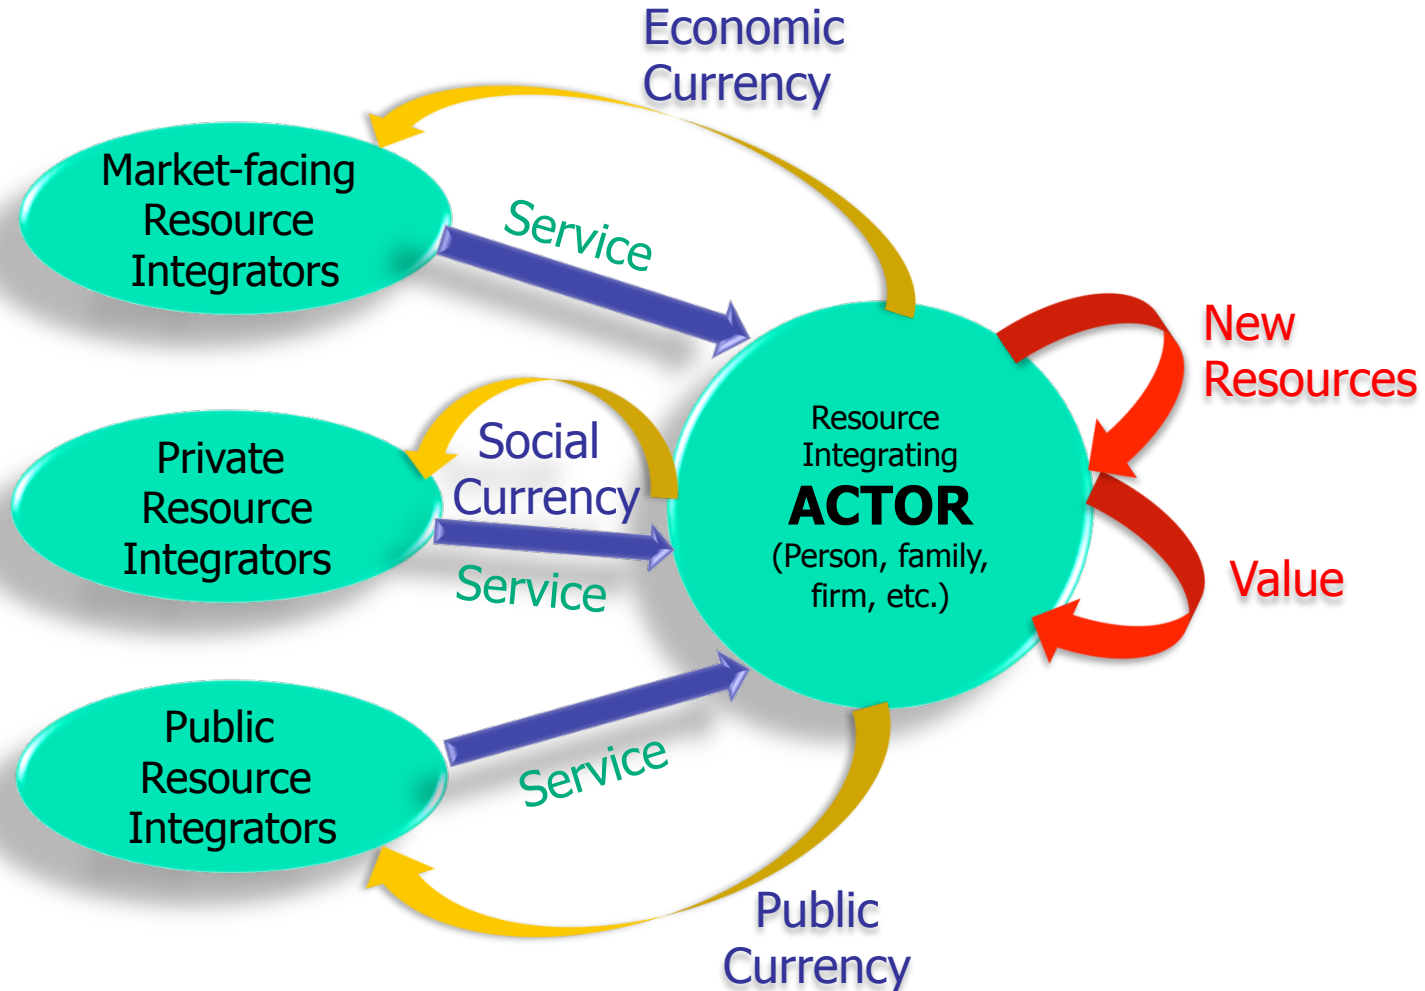 Economic
Currency
Market-facing
Resource
Integrators
Service
New
Resources
Private
Resource
Integrators
Social
Currency
Service
Resource
Integrating
ACTOR
(Person, family,
firm, etc.)
Value
Public
Resource
Integrators
Service
Public
Currency